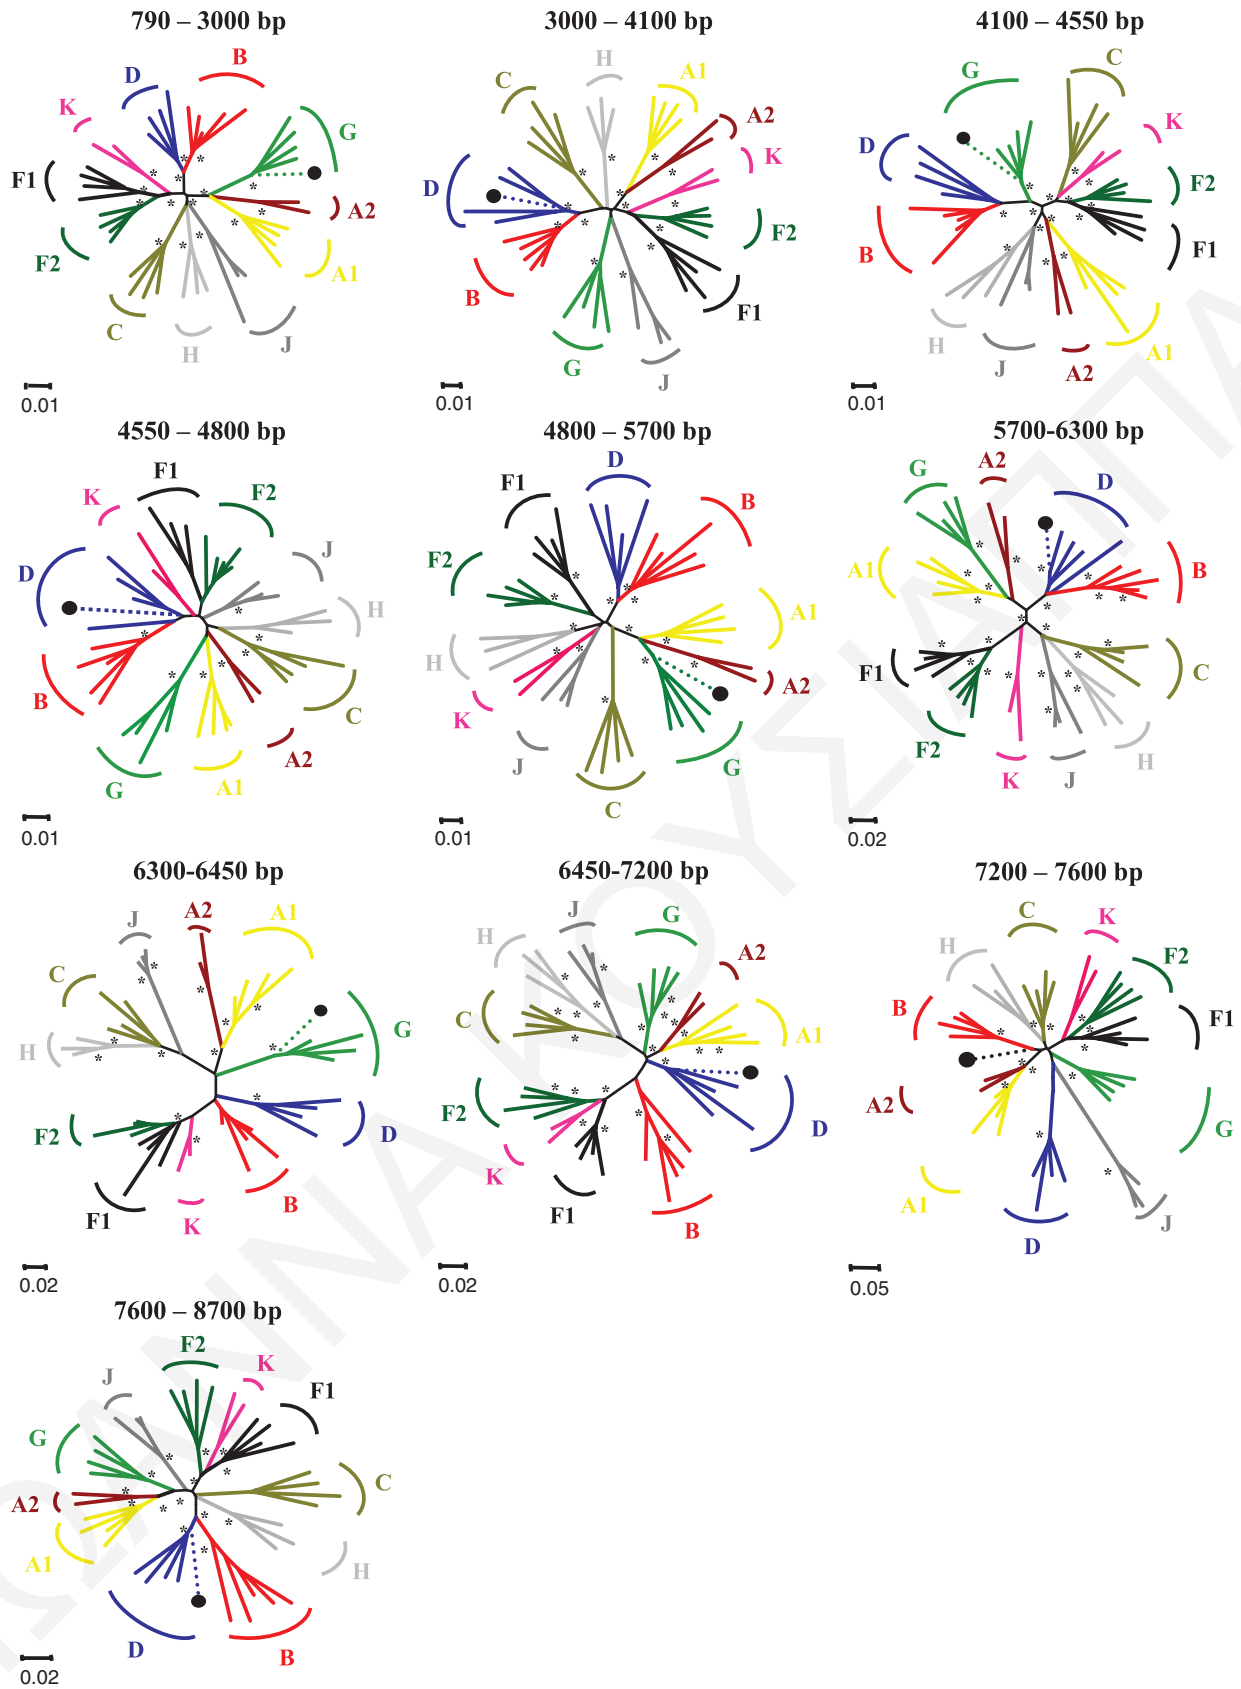 790 – 3000 bp
B
D
K
G
F1
A2
F2
A1
C
H
J
0.01
3000 – 4100 bp
H
C
A1
A2
K
D
F2
B
F1
G
J
0.01
4100 – 4550 bp
G
C
K
D
F2
B
F1
H
J
A2
A1
0.01
4550 – 4800 bp
F1
F2
K
J
D
H
B
C
A2
G
A1
0.01
4800 – 5700 bp
D
F1
B
F2
A1
H
A2
K
J
G
C
0.01
5700-6300 bp
G
A2
D
A1
B
F1
C
F2
K
J
H
0.02
6300-6450 bp
J
A2
A1
C
G
H
F2
D
F1
K
B
0.02
6450-7200 bp
J
G
H
A2
C
A1
F2
D
K
F1
B
0.02
7200 – 7600 bp
C
K
H
F2
B
F1
A2
G
A1
D
J
0.05
7600 – 8700 bp
F2
K
J
F1
G
C
A2
A1
H
D
B
0.02
ΙΩΑΝΝΑ ΚΟΥΣΙΑΠΠΑ